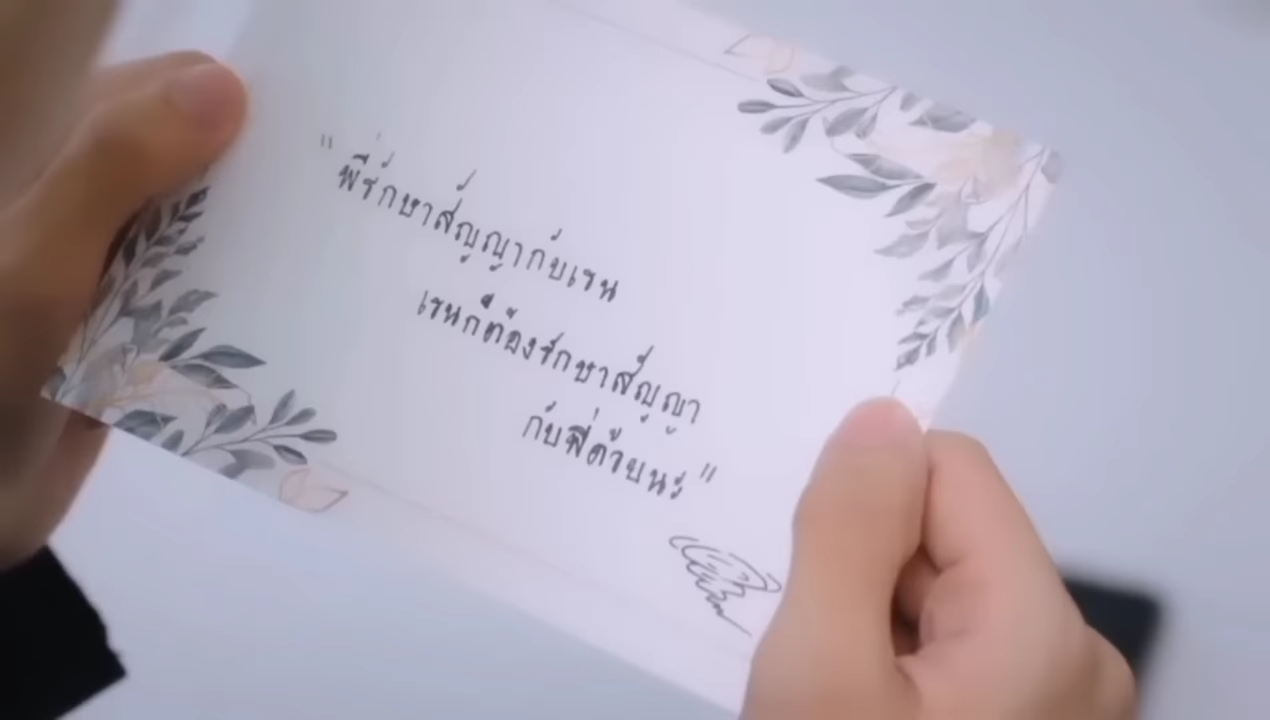 "พี่รักษาสัญญากับเรน
เรนก็ต้องรักษาสัญญา
กับพี่ด้วยนะ"